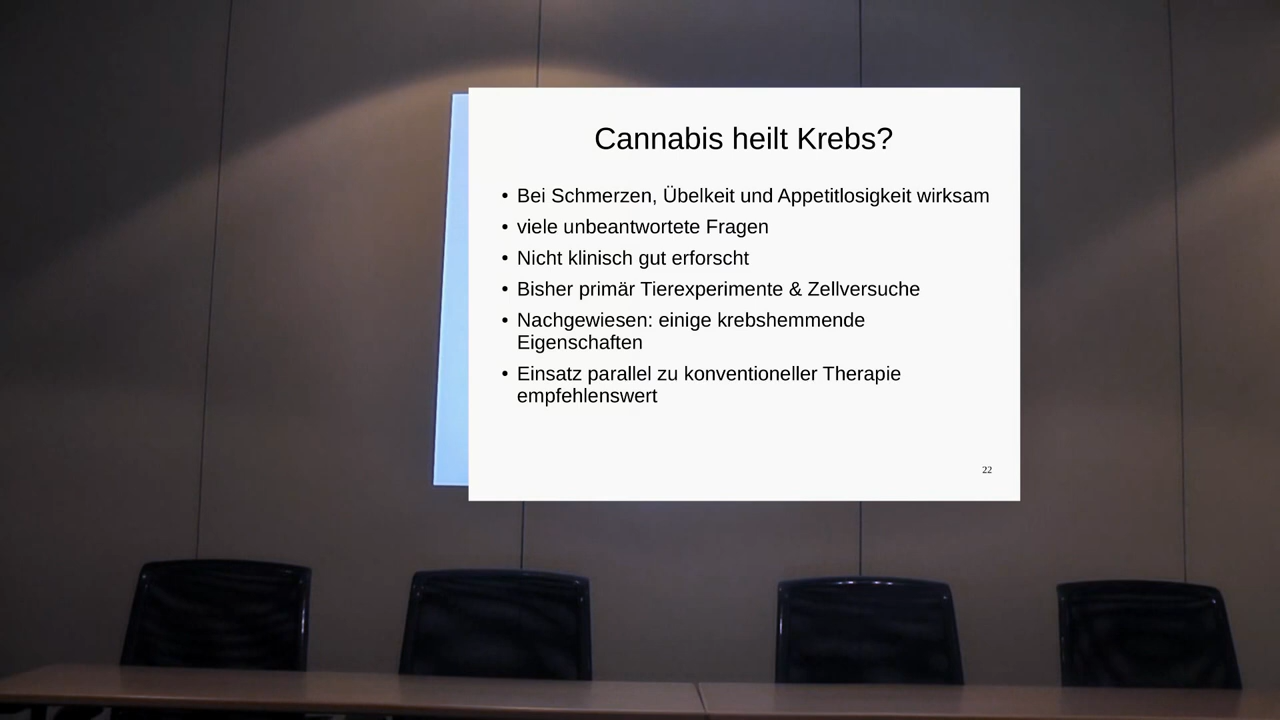 Cannabis heilt Krebs?
• Bei Schmerzen, Übelkeit und Appetitlosigkeit wirksam
• viele unbeantwortete Fragen
• Nicht klinisch gut erforscht
• Bisher primär Tierexperimente & Zellversuche
• Nachgewiesen: einige krebshemmende
Eigenschaften
• Einsatz parallel zu konventioneller Therapie
empfehlenswert
22